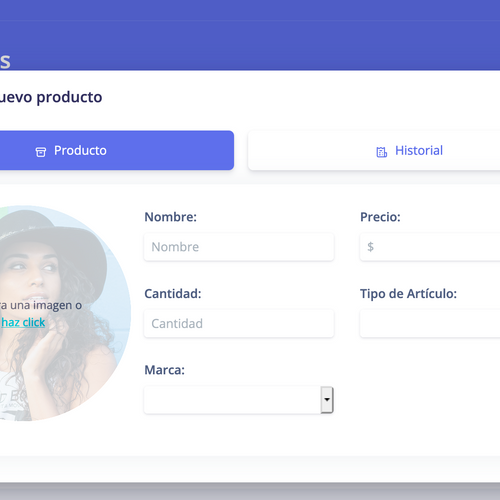 s
uevo producto
Producto
Historial
Nombre:
Precio:
Nombre
$
a una imagen o
haz click
Cantidad:
Tipo de Artículo:
Cantidad
Marca: